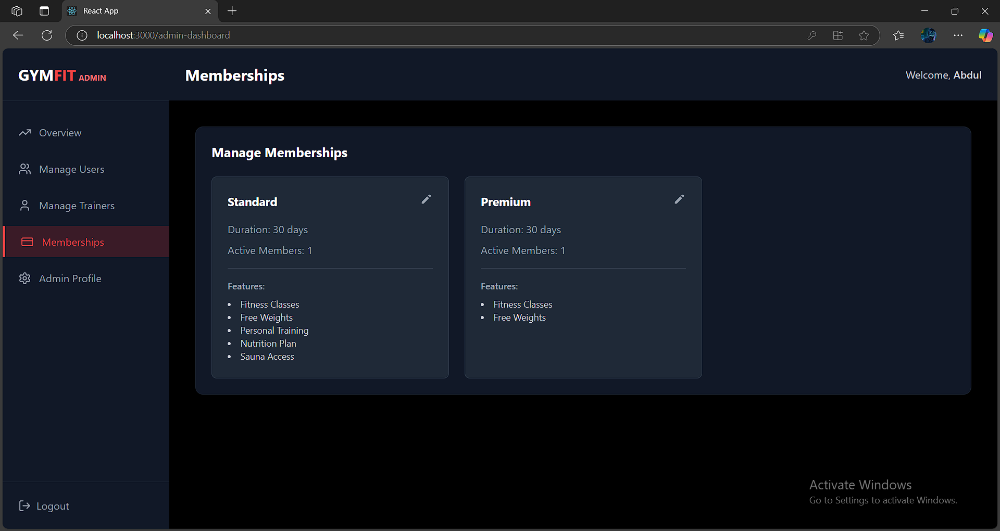 React App
localhost:3000/admin-dashboard
GYMFIT ADMIN
Memberships
Welcome, Abdul
Overview
Manage Users
Manage Trainers
Memberships
Admin Profile
Logout
Manage Memberships
Standard
Duration: 30 days
Active Members: 1
Features:
• Fitness Classes
• Free Weights
• Personal Training
• Nutrition Plan
• Sauna Access
Premium
Duration: 30 days
Active Members: 1
Features:
• Fitness Classes
• Free Weights
Activate Windows
Go to Settings to activate Windows.